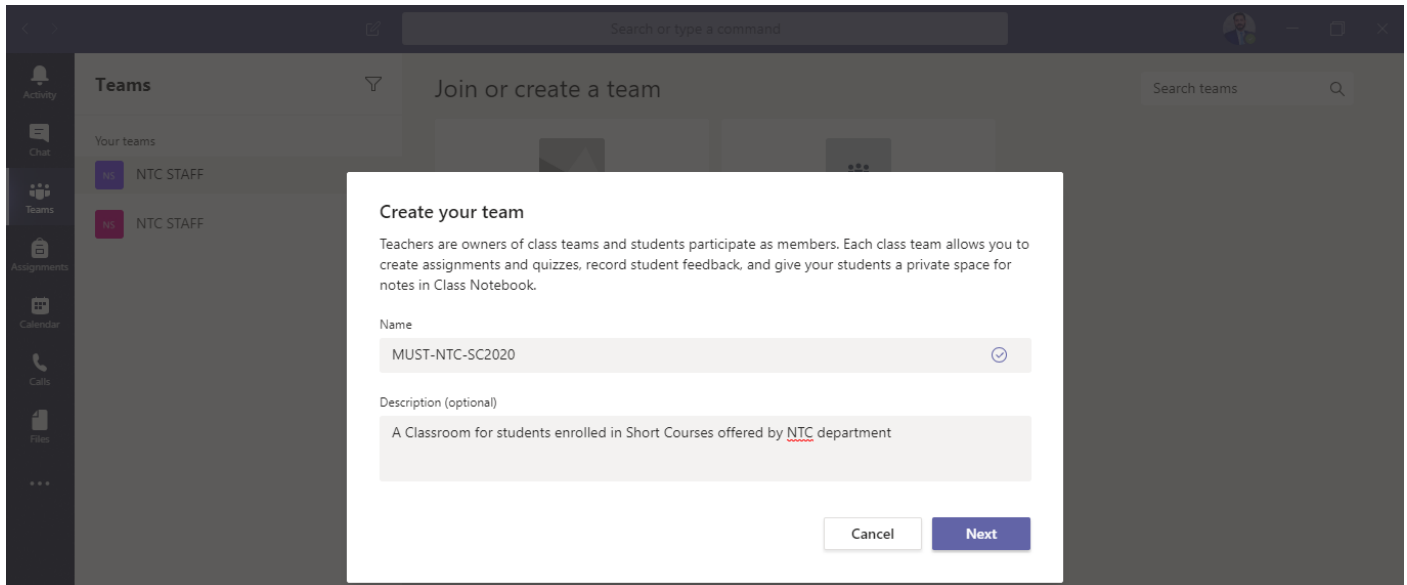 Search or type a command
Activity
Chat
Teams
Assignments
Calendar
Calls
Files
Teams
Your teams
NS NTC STAFF
NS NTC STAFF
Join or create a team
Search teams
Create your team
Teachers are owners of class teams and students participate as members. Each class team allows you to
create assignments and quizzes, record student feedback, and give your students a private space for
notes in Class Notebook.
Name
MUST-NTC-SC2020
Description (optional)
A Classroom for students enrolled in Short Courses offered by NTC department
Cancel Next